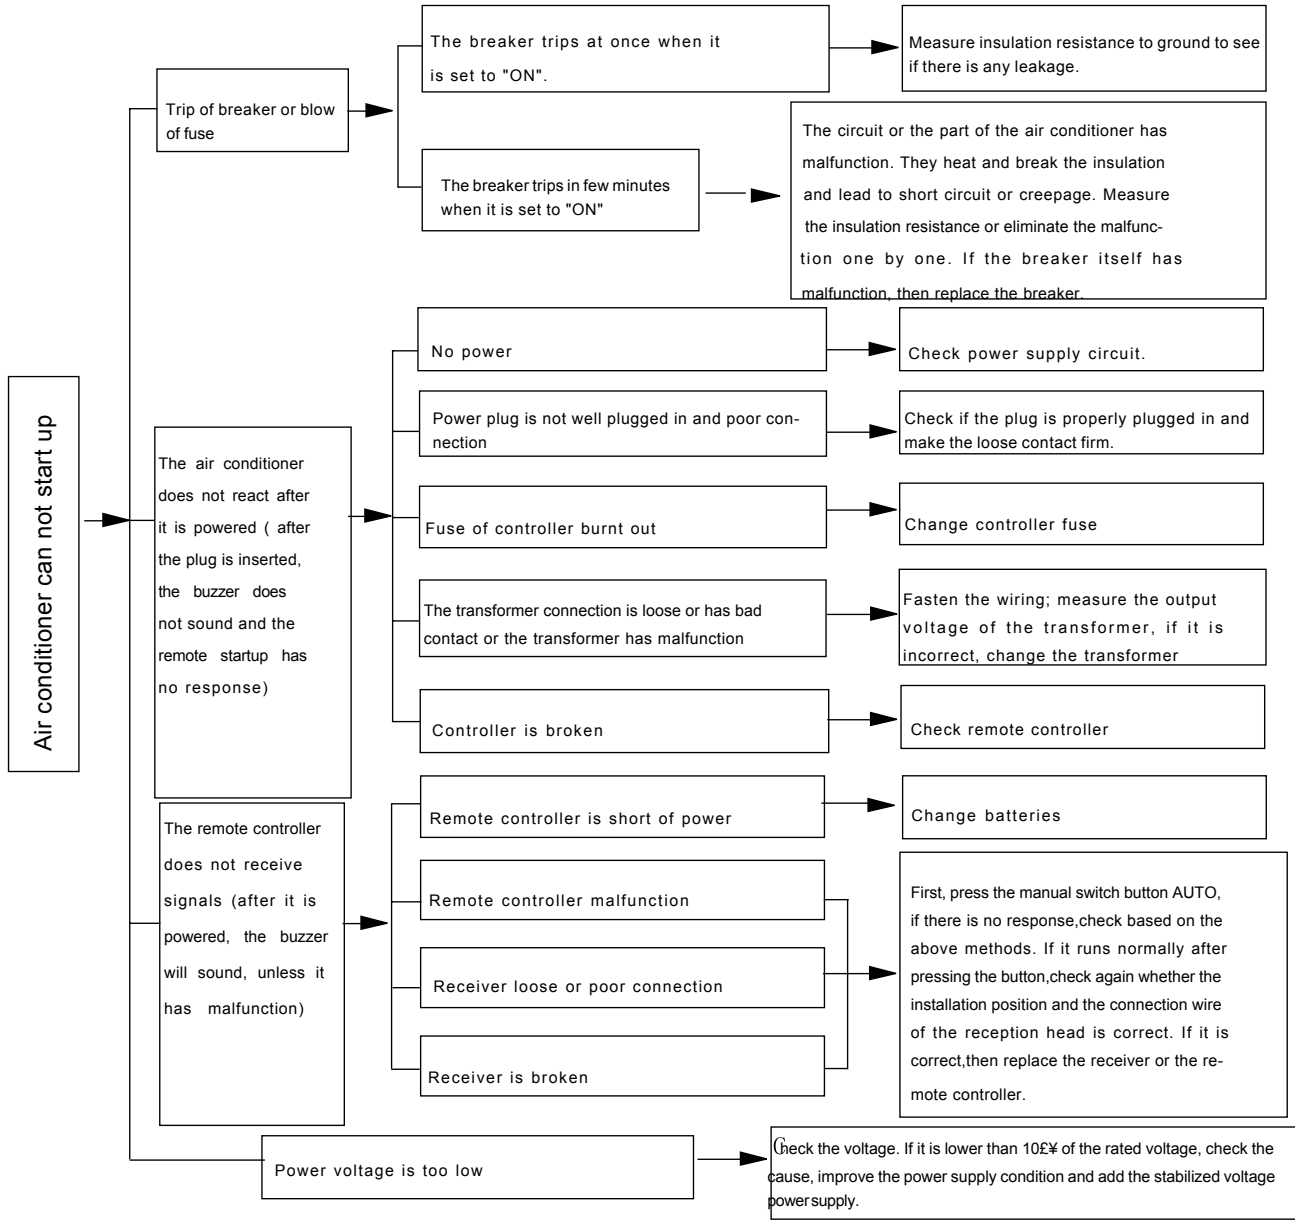 Air conditioner can not start up
Trip of breaker or blow
of fuse
The breaker trips at once when it
is set to "ON".
Measure insulation resistance to ground to see
if there is any leakage.
The breaker trips in few minutes
when it is set to "ON"
The circuit or the part of the air conditioner has
malfunction. They heat and break the insulation
and lead to short circuit or creepage. Measure
the insulation resistance or eliminate the malfunc-
tion one by one. If the breaker itself has
malfunction, then replace the breaker.
The air conditioner
does not react after
it is powered ( after
the plug is inserted,
the buzzer does
not sound and the
remote startup has
no response)
No power
Check power supply circuit.
Power plug is not well plugged in and poor con-
nection
Check if the plug is properly plugged in and
make the loose contact firm.
Fuse of controller burnt out
Change controller fuse
The transformer connection is loose or has bad
contact or the transformer has malfunction
Fasten the wiring; measure the output
voltage of the transformer, if it is
incorrect, change the transformer
Controller is broken
Check remote controller
The remote controller
does not receive
signals (after it is
powered, the buzzer
will sound, unless it
has malfunction)
Remote controller is short of power
Change batteries
Remote controller malfunction
Receiver loose or poor connection
Receiver is broken
First, press the manual switch button AUTO,
if there is no response,check based on the
above methods. If it runs normally after
pressing the button,check again whether the
installation position and the connection wire
of the reception head is correct. If it is
correct,then replace the receiver or the re-
mote controller.
Power voltage is too low
Check the voltage. If it is lower than 10£¥ of the rated voltage, check the
cause, improve the power supply condition and add the stabilized voltage
power supply.